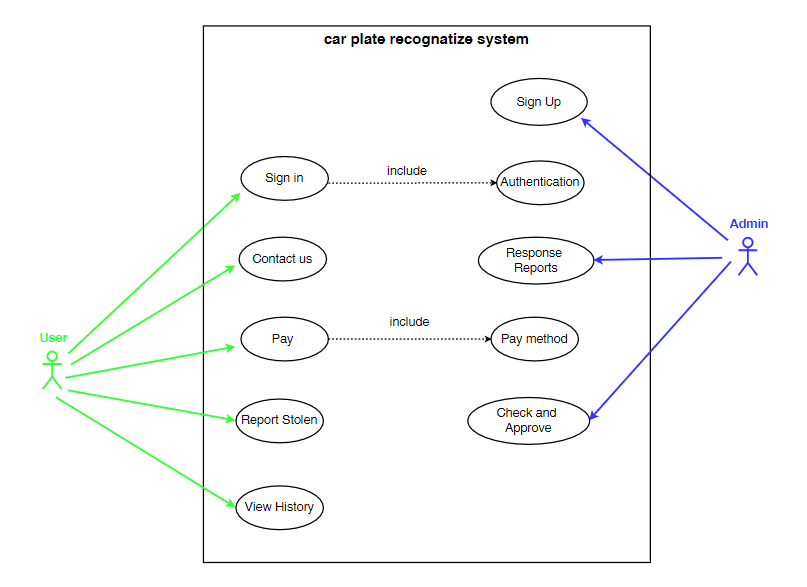 car plate recognatize system
Sign Up
Sign in
include
Authentication
Admin
Contact us
Response
Reports
User
Pay
include
Pay method
Report Stolen
Check and
Approve
View History